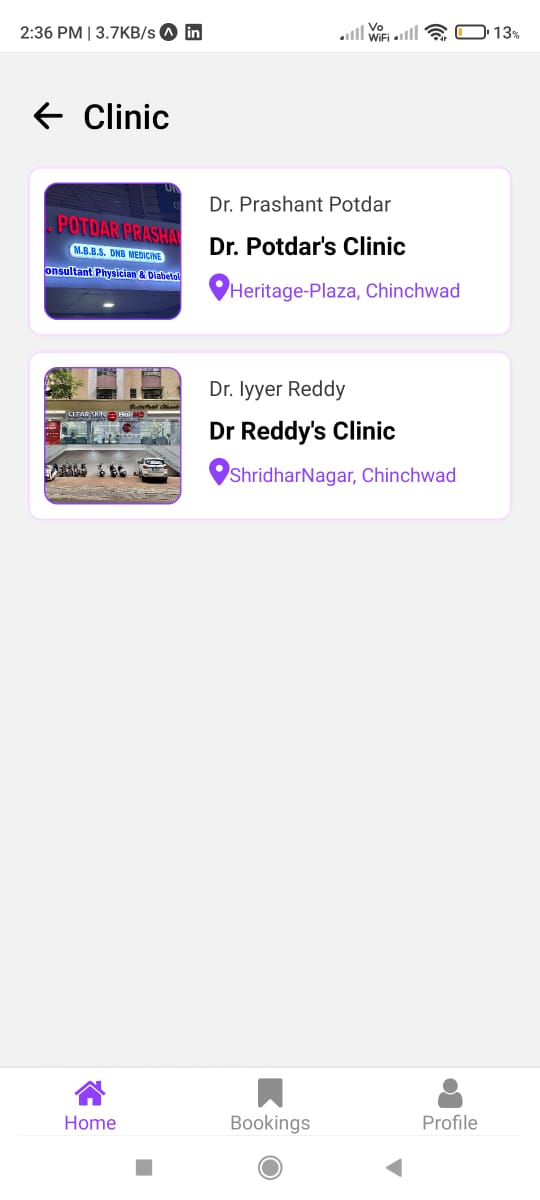 2:36 PM | 3.7KB/s in Vo WiFi 13%
Clinic
. POTDAR PRASHA
M.B.B.S. DNB MEDICINE
onsultant Physician & Diabetol
Dr. Prashant Potdar
Dr. Potdar's Clinic
Heritage-Plaza, Chinchwad
CLEAR SKIN HairMD
Dr. Iyyer Reddy
Dr Reddy's Clinic
ShridharNagar, Chinchwad
Home Bookings Profile